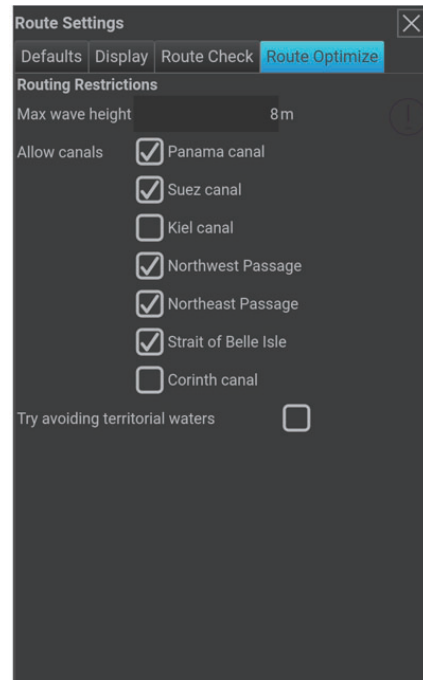 Route Settings
Defaults Display Route Check Route Optimize
Routing Restrictions
Max wave height 8 m
Allow canals Panama canal
Suez canal
Kiel canal
Northwest Passage
Northeast Passage
Strait of Belle Isle
Corinth canal
Try avoiding territorial waters